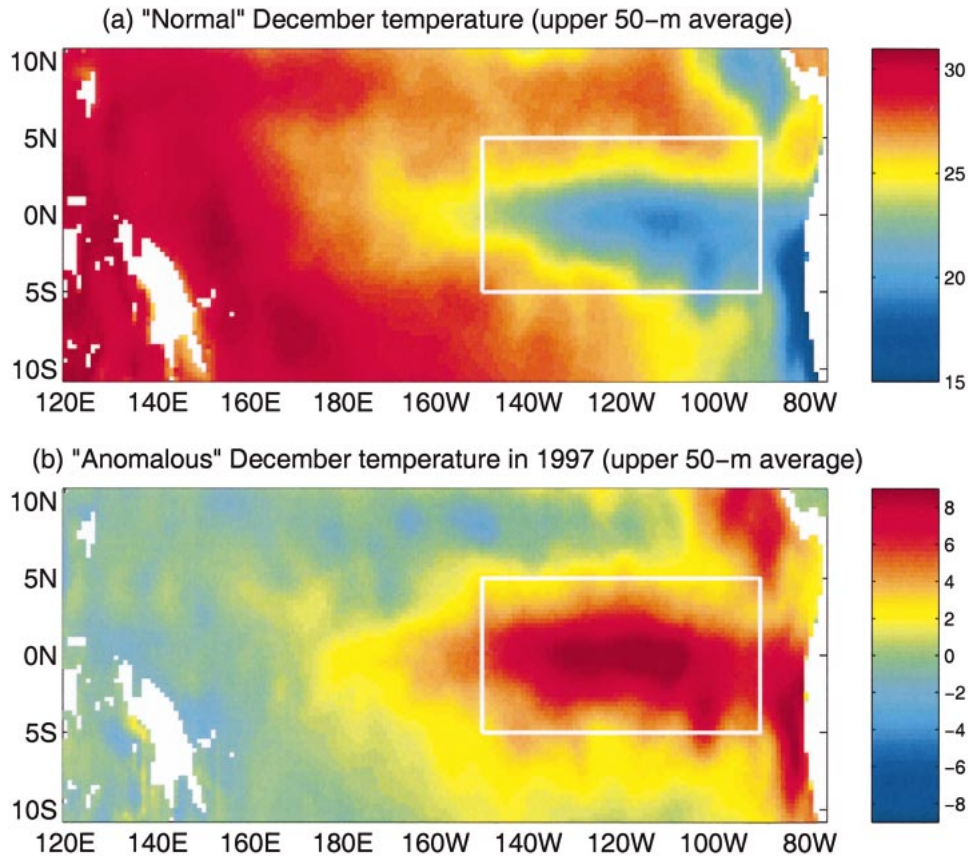 (a) "Normal" December temperature (upper 50−m average)
10N
5N
0N
5S
10S
120E 140E 160E 180E 160W 140W 120W 100W 80W
30
25
20
15
(b) "Anomalous" December temperature in 1997 (upper 50−m average)
10N
5N
0N
5S
10S
120E 140E 160E 180E 160W 140W 120W 100W 80W
8
6
4
2
0
−2
−4
−6
−8